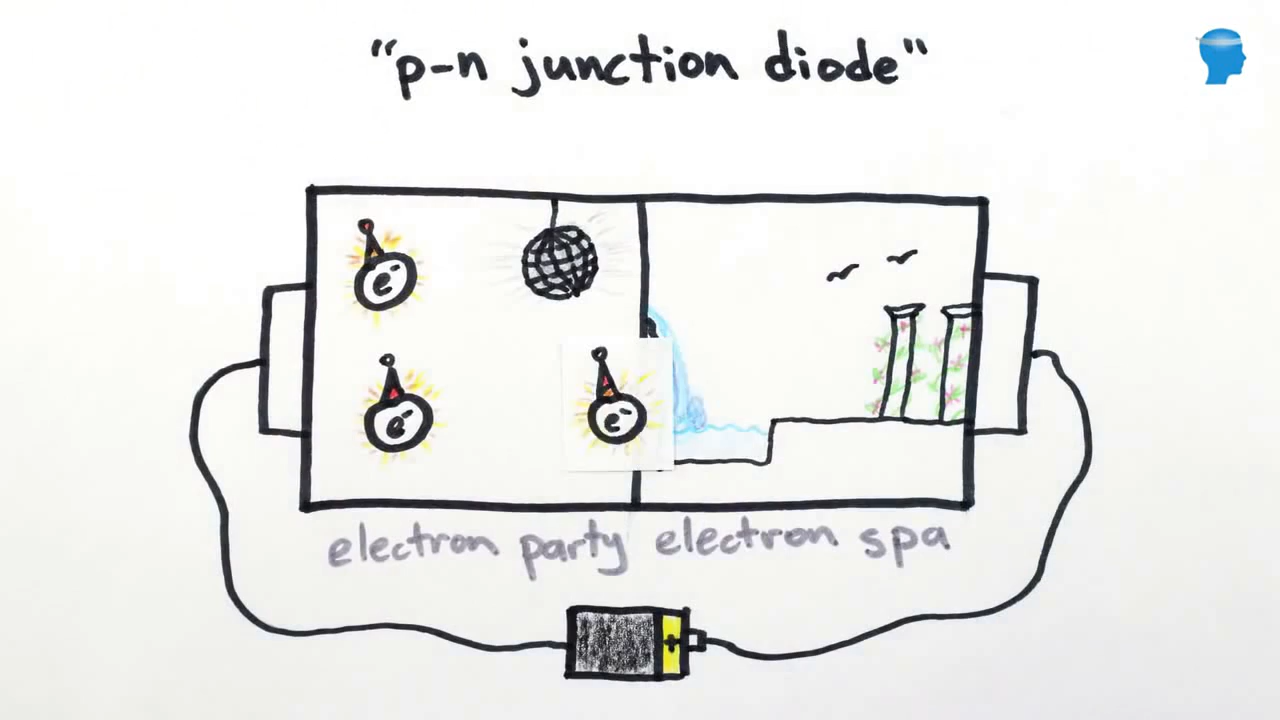 "p-n junction diode"
e-
e-
e-
electron party electron spa
+